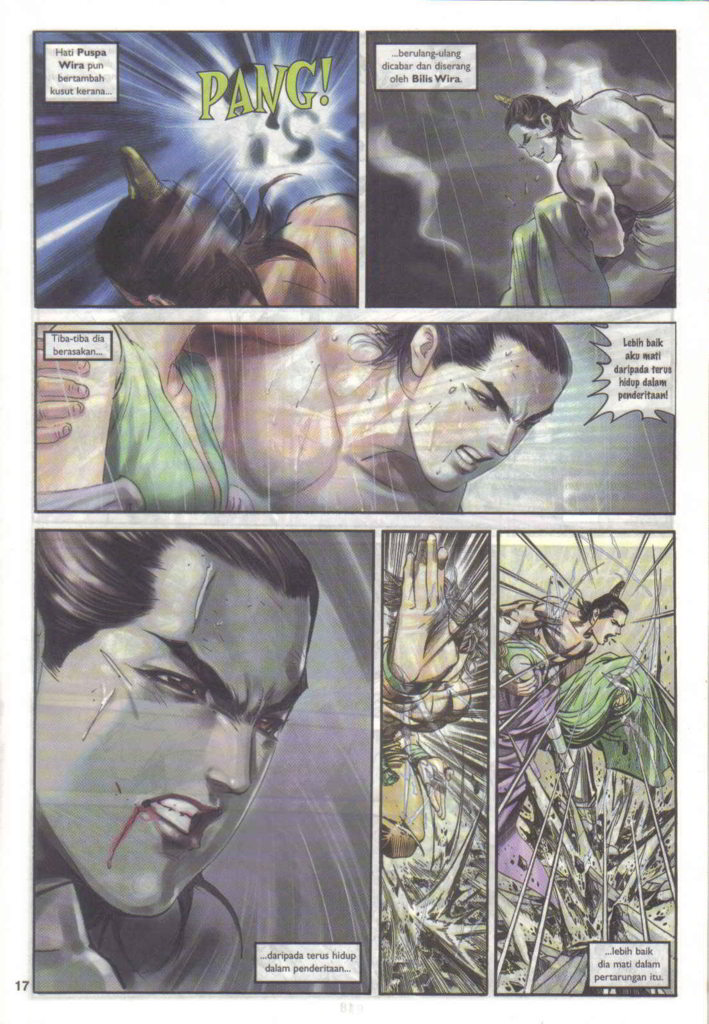 Hati Puspa
Wira pun
bertambah
kusut kerana...
PANG!
...berulang-ulang
dicabar dan diserang
oleh Bilis Wira.
Tiba-tiba dia
berasakan...
Lebih baik
aku mati
daripada terus
hidup dalam
penderitaan!
...daripada terus hidup
dalam penderitaan...
...lebih baik
dia mati dalam
pertarungan itu.
17